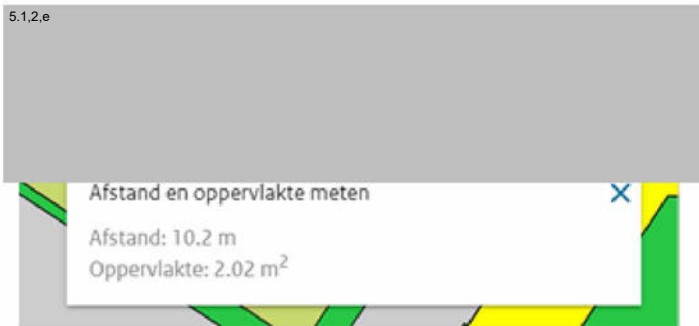 5.1,2,e
Afstand en oppervlakte meten
Afstand: 10.2 m
Oppervlakte: 2.02 m²